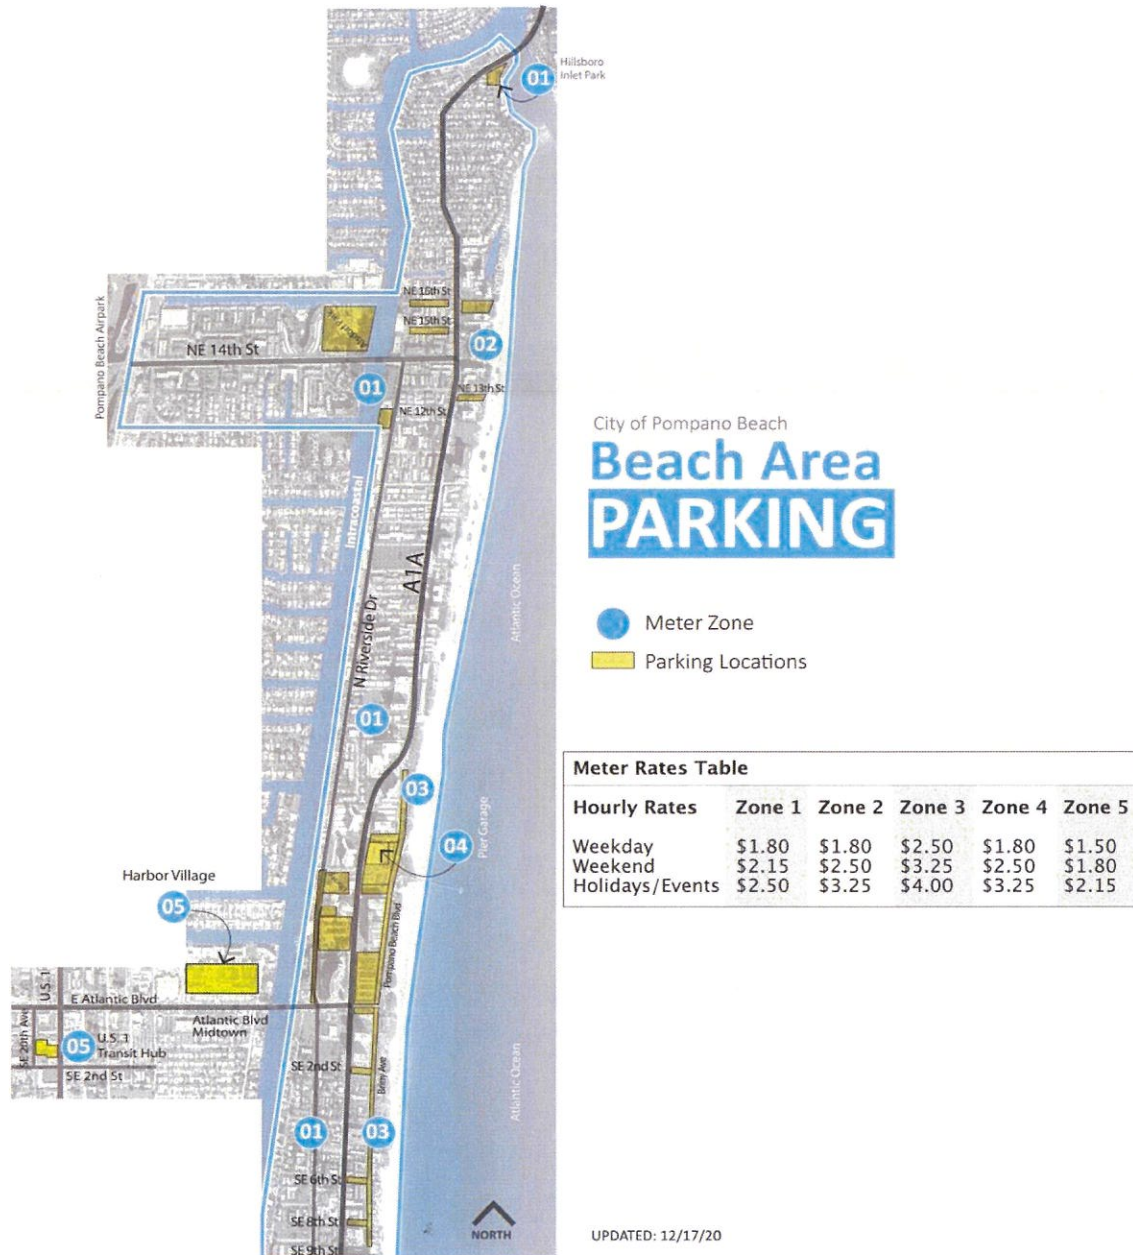 Hillsboro
Inlet Park
01
NE 16th St
NE 15th St
02
NE 14th St
Pompano Beach Airpark
01
NE 13th St
NE 12th St
City of Pompano Beach
Beach Area
PARKING
Intracoastal
A1A
Atlantic Ocean
Meter Zone
Parking Locations
N Riverside Dr
01
03
Pier Garage
04
Meter Rates Table
Hourly Rates Zone 1 Zone 2 Zone 3 Zone 4 Zone 5
Weekday $1.80 $1.80 $2.50 $1.80 $1.50
Weekend $2.15 $2.50 $3.25 $2.50 $1.80
Holidays/Events $2.50 $3.25 $4.00 $3.25 $2.15
Harbor Village
05
Pompano Beach Blvd
U.S. 1
E Atlantic Blvd
Atlantic Blvd
Midtown
SE 20th Ave
05
U.S. 1
Transit Hub
SE 2nd St
SE 2nd St
Briny Ave
Atlantic Ocean
01
03
SE 6th St
SE 8th St
SE 9th St
NORTH
UPDATED: 12/17/20